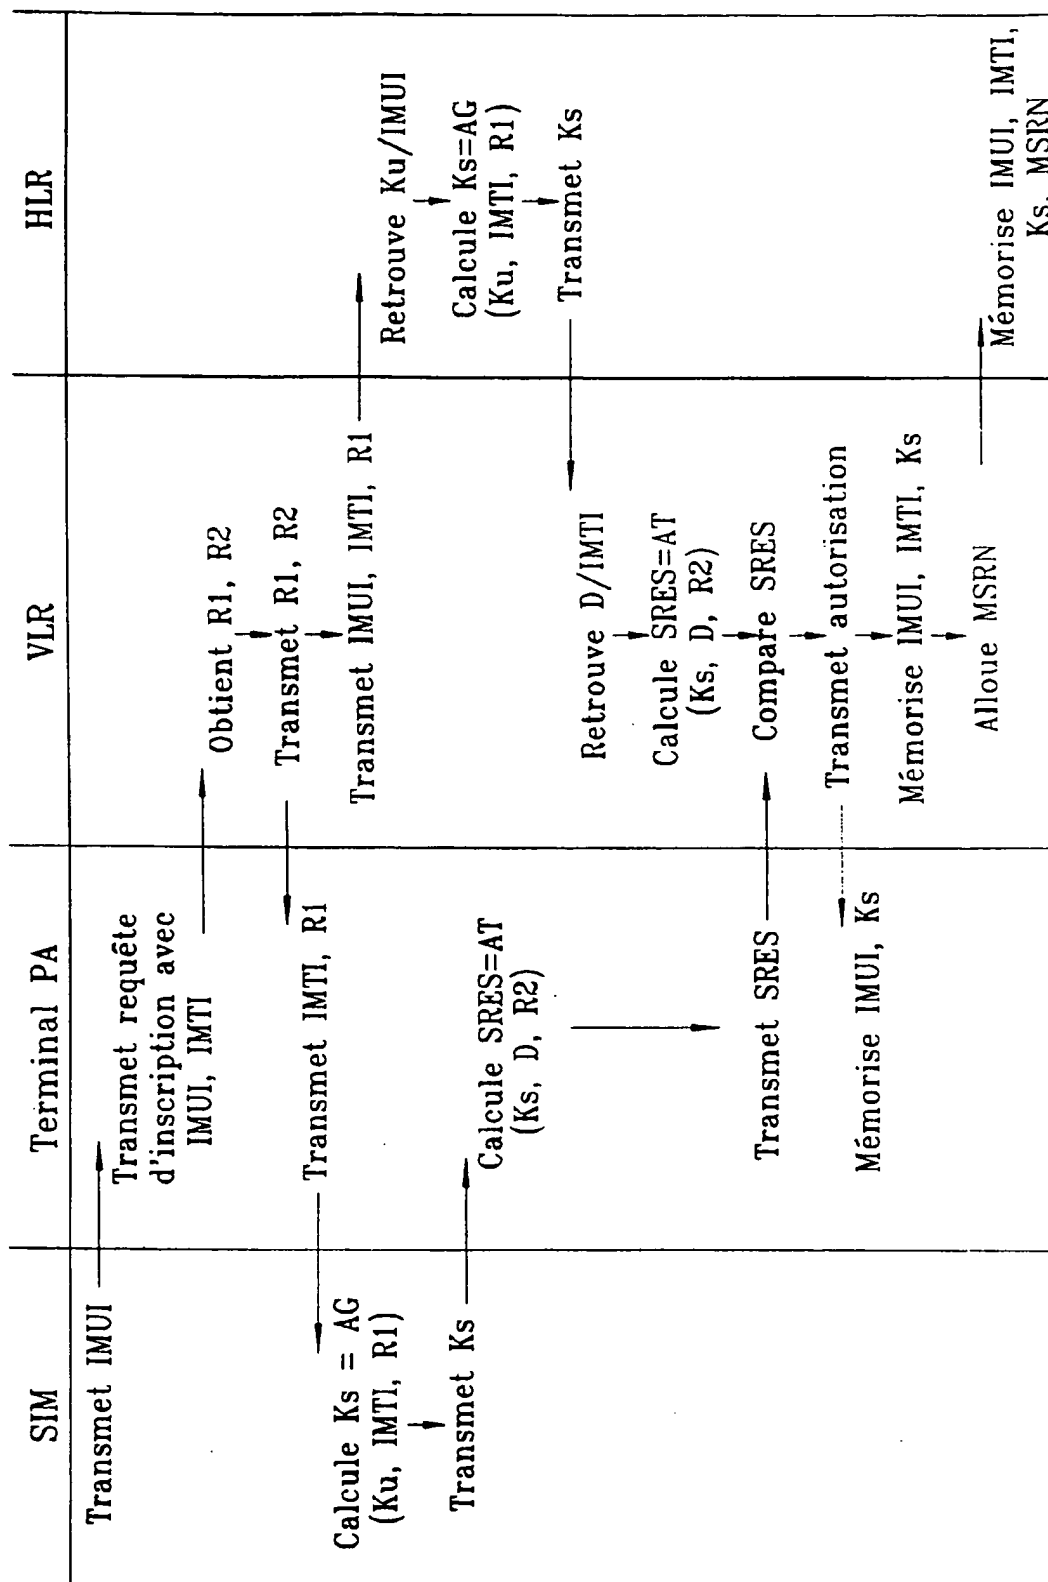 SIM
Terminal PA
VLR
HLR
Transmet IMUI
Transmet requête
d'inscription avec
IMUI, IMTI
Obtient R1, R2
Transmet R1, R2
Transmet IMUI, IMTI, R1
Transmet IMTI, R1
Calcule Ks = AG
(Ku, IMTI, R1)
Transmet Ks
Retrouve Ku/IMUI
Calcule Ks=AG
(Ku, IMTI, R1)
Transmet Ks
Calcule SRES=AT
(Ks, D, R2)
Retrouve D/IMTI
Calcule SRES=AT
(Ks, D, R2)
Transmet SRES
Compare SRES
Transmet autorisation
Mémorise IMUI, Ks
Mémorise IMUI, IMTI, Ks
Alloue MSRN
Mémorise IMUI, IMTI,
Ks, MSRN